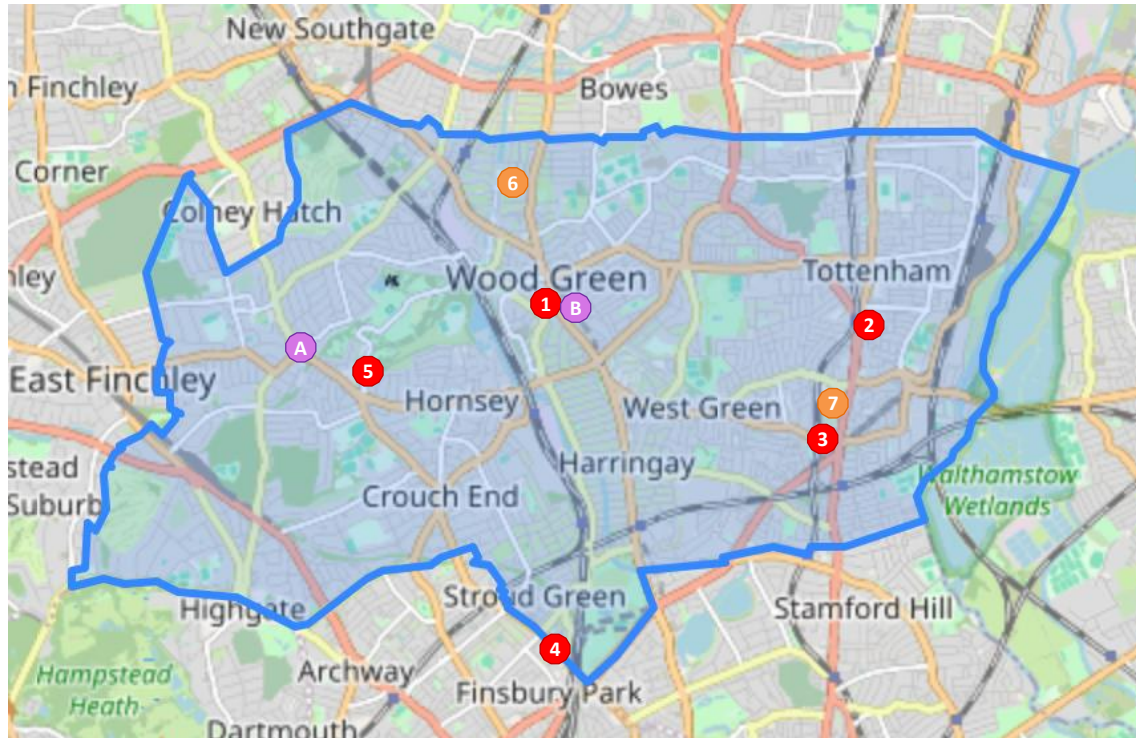 New Southgate
n Finchley
Bowes
Corner
6
Colney Hatch
nley
Wood Green
Tottenham
1
B
2
A
5
East Finchley
Hornsey
West Green
7
3
stead
Suburb
Harringay
Crouch End
Walthamstow
Wetlands
Highgate
Stroud Green
Stamford Hill
4
Hampstead
Heath
Archway
Finsbury Park
Dartmouth